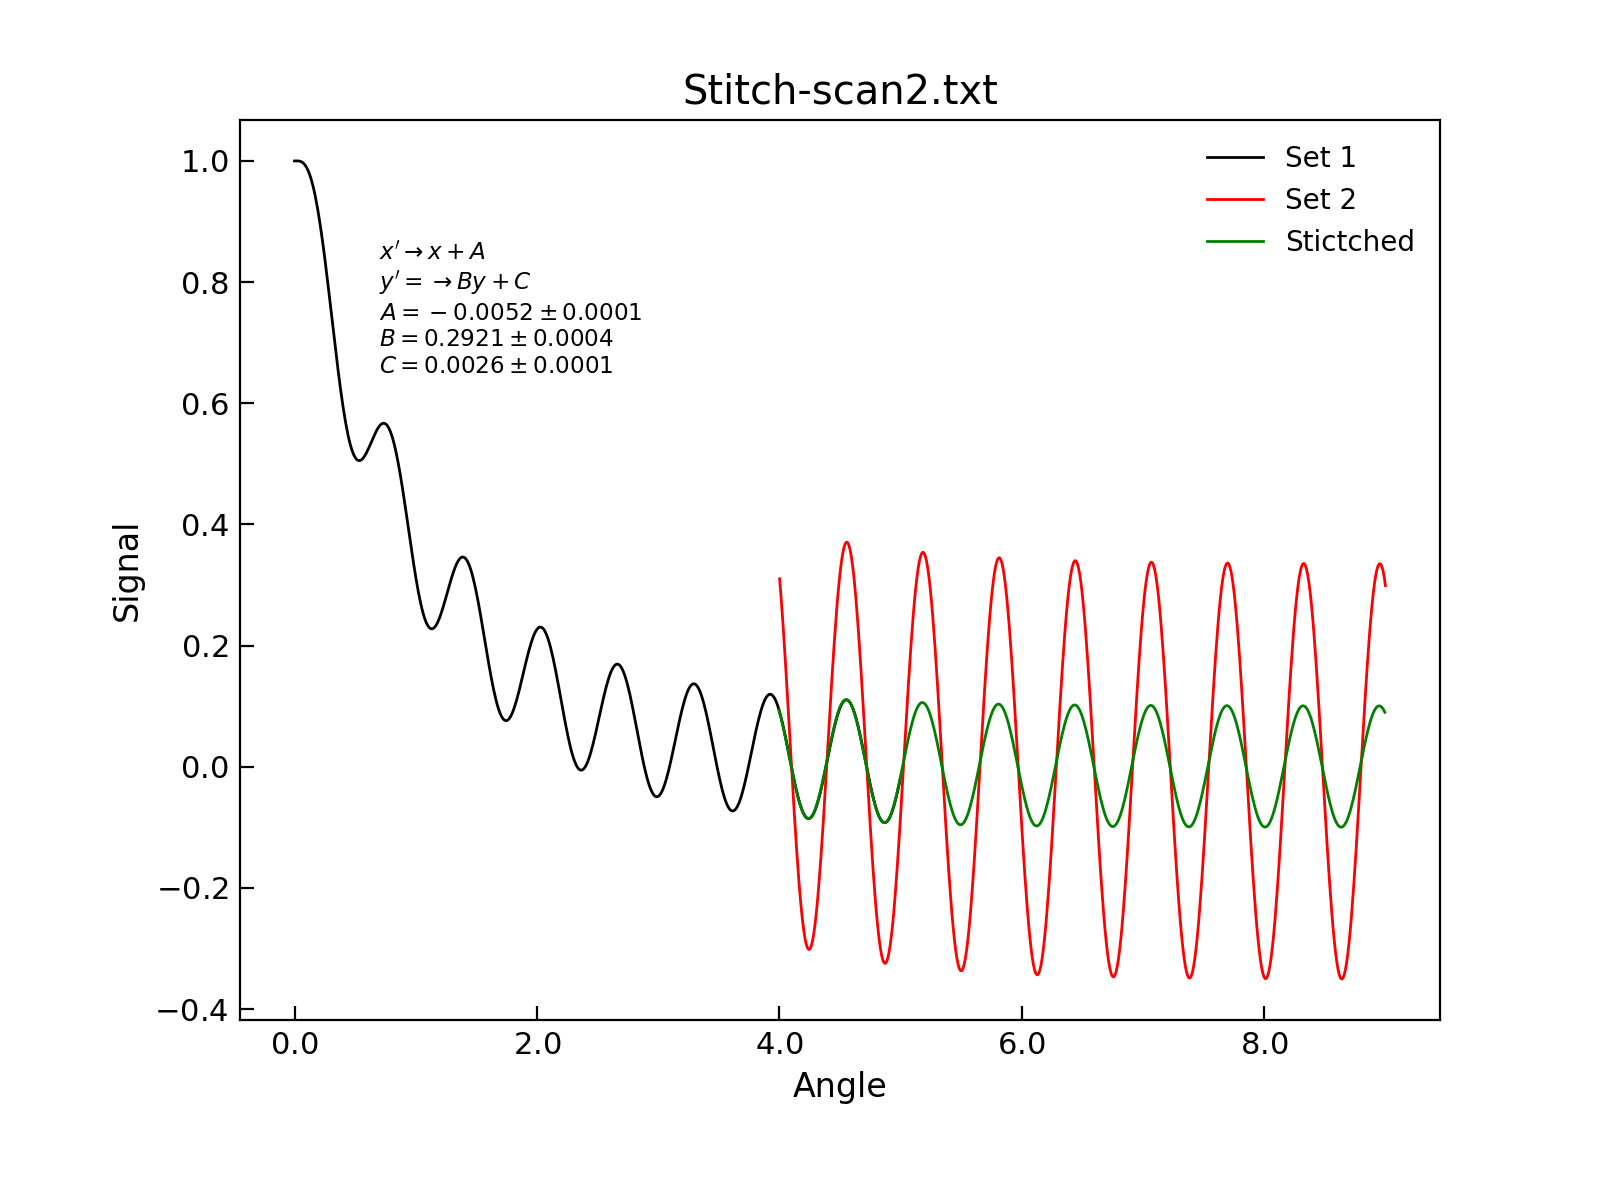 Stitch-scan2.txt
1.0
0.8
0.6
0.4
0.2
0.0
−0.2
−0.4
Signal
x′ → x + A
y′ = → By + C
A = − 0.0052 ± 0.0001
B = 0.2921 ± 0.0004
C = 0.0026 ± 0.0001
Set 1
Set 2
Stictched
0.0 2.0 4.0 6.0 8.0
Angle